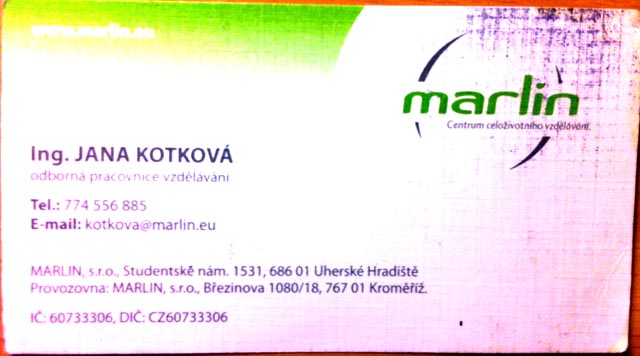 www.marlin.eu
marlin
Centrum celoživotního vzdělávání.
Ing. JANA KOTKOVÁ
odborná pracovnice vzdělávání
Tel.: 774 556 885
E-mail: kotkova@marlin.eu
MARLIN, s.r.o., Studentské nám. 1531, 686 01 Uherské Hradiště
Provozovna: MARLIN, s.r.o., Březinova 1080/18, 767 01 Kroměříž.
IČ: 60733306, DIČ: CZ60733306